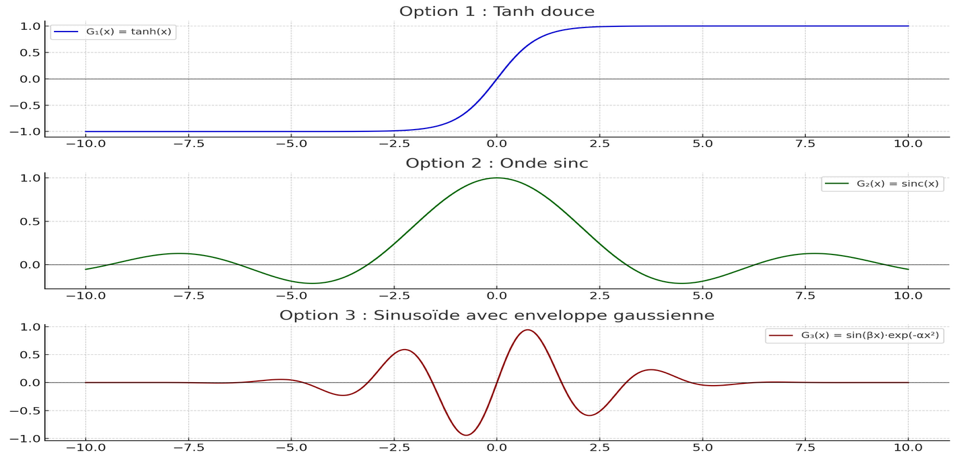 Option 1 : Tanh douce
G₁(x) = tanh(x)
1.0
0.5
0.0
−0.5
−1.0
−10.0 −7.5 −5.0 −2.5 0.0 2.5 5.0 7.5 10.0
Option 2 : Onde sinc
G₂(x) = sinc(x)
1.0
0.5
0.0
−10.0 −7.5 −5.0 −2.5 0.0 2.5 5.0 7.5 10.0
Option 3 : Sinusoïde avec enveloppe gaussienne
G₃(x) = sin(βx)·exp(-αx²)
1.0
0.5
0.0
−0.5
−1.0
−10.0 −7.5 −5.0 −2.5 0.0 2.5 5.0 7.5 10.0